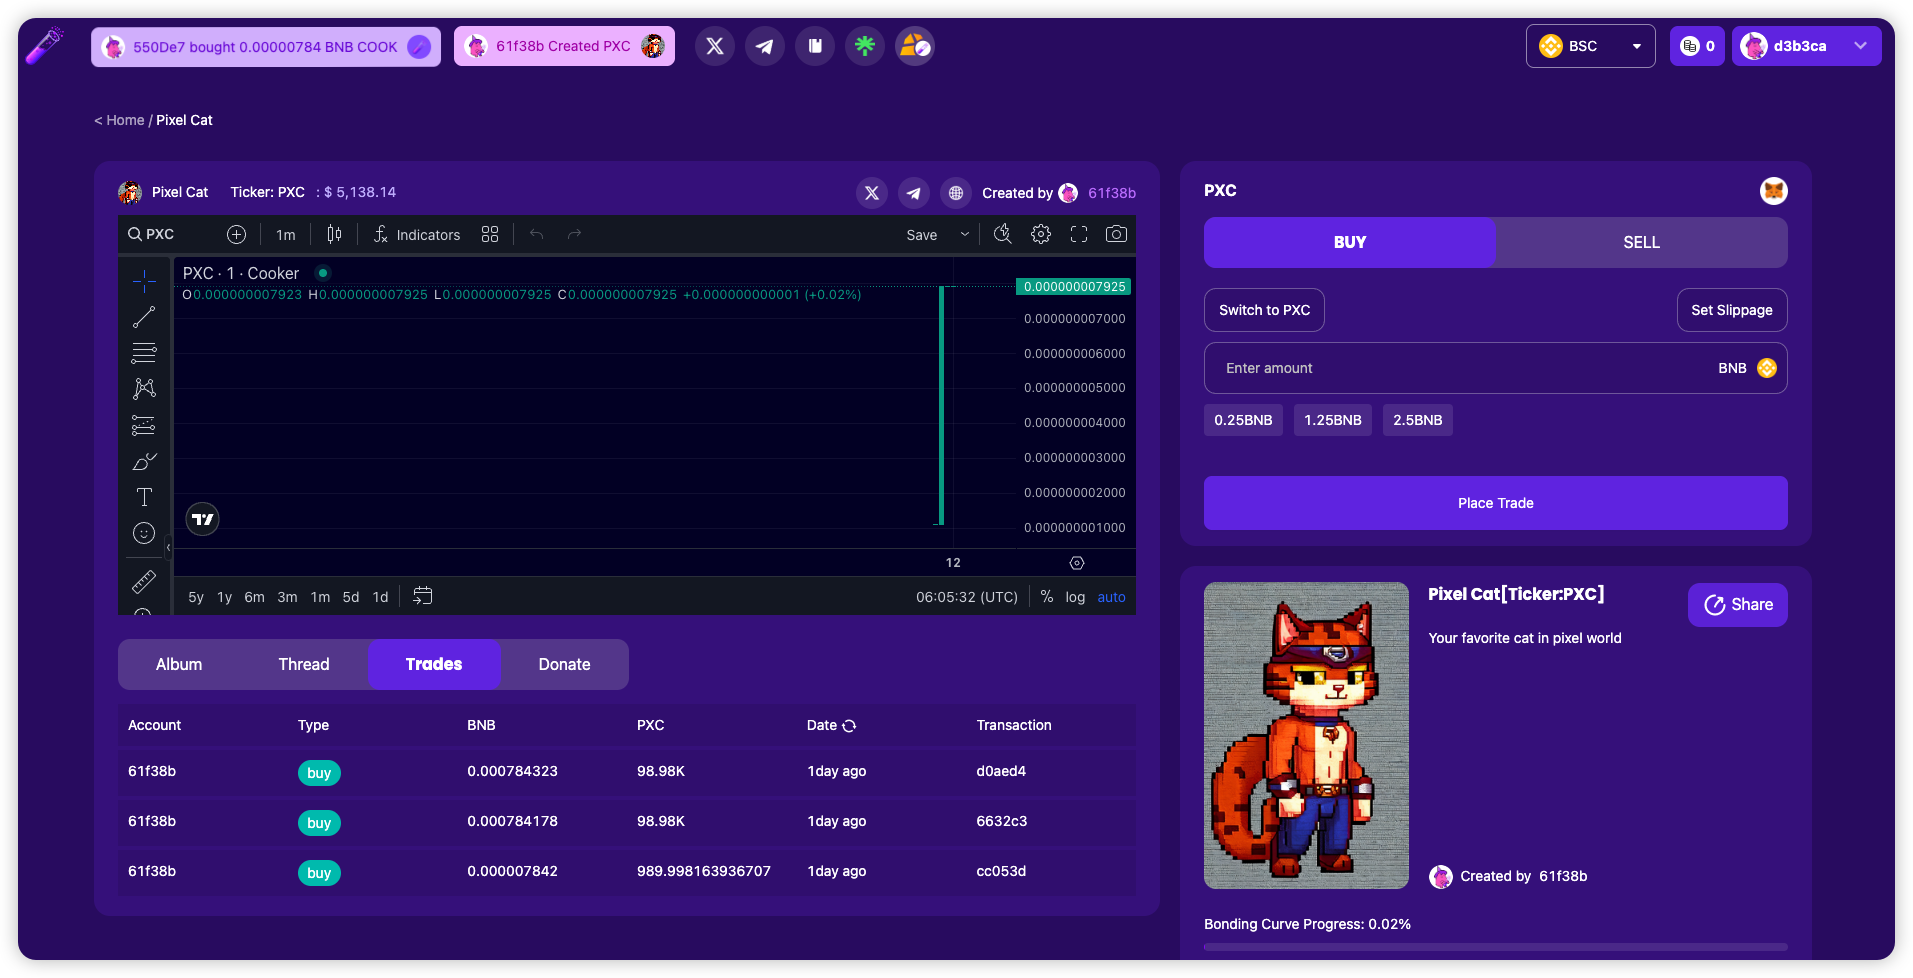 550De7 bought 0.00000784 BNB COOK
61f38b Created PXC
BSC
0
d3b3ca
< Home / Pixel Cat
Pixel Cat Ticker: PXC : $ 5,138.14
Created by 61f38b
PXC
1m
Indicators
Save
PXC · 1 · Cooker
O0.000000007923 H0.000000007925 L0.000000007925 C0.000000007925 +0.000000000001 (+0.02%)
0.000000007925
0.000000007000
0.000000006000
0.000000005000
0.000000004000
0.000000003000
0.000000002000
0.000000001000
12
5y 1y 6m 3m 1m 5d 1d
06:05:32 (UTC) % log auto
Album Thread Trades Donate
Account Type BNB PXC Date Transaction
61f38b buy 0.000784323 98.98K 1day ago d0aed4
61f38b buy 0.000784178 98.98K 1day ago 6632c3
61f38b buy 0.000007842 989.998163936707 1day ago cc053d
PXC
BUY SELL
Switch to PXC Set Slippage
Enter amount BNB
0.25BNB 1.25BNB 2.5BNB
Place Trade
Pixel Cat[Ticker:PXC]
Share
Your favorite cat in pixel world
Created by 61f38b
Bonding Curve Progress: 0.02%